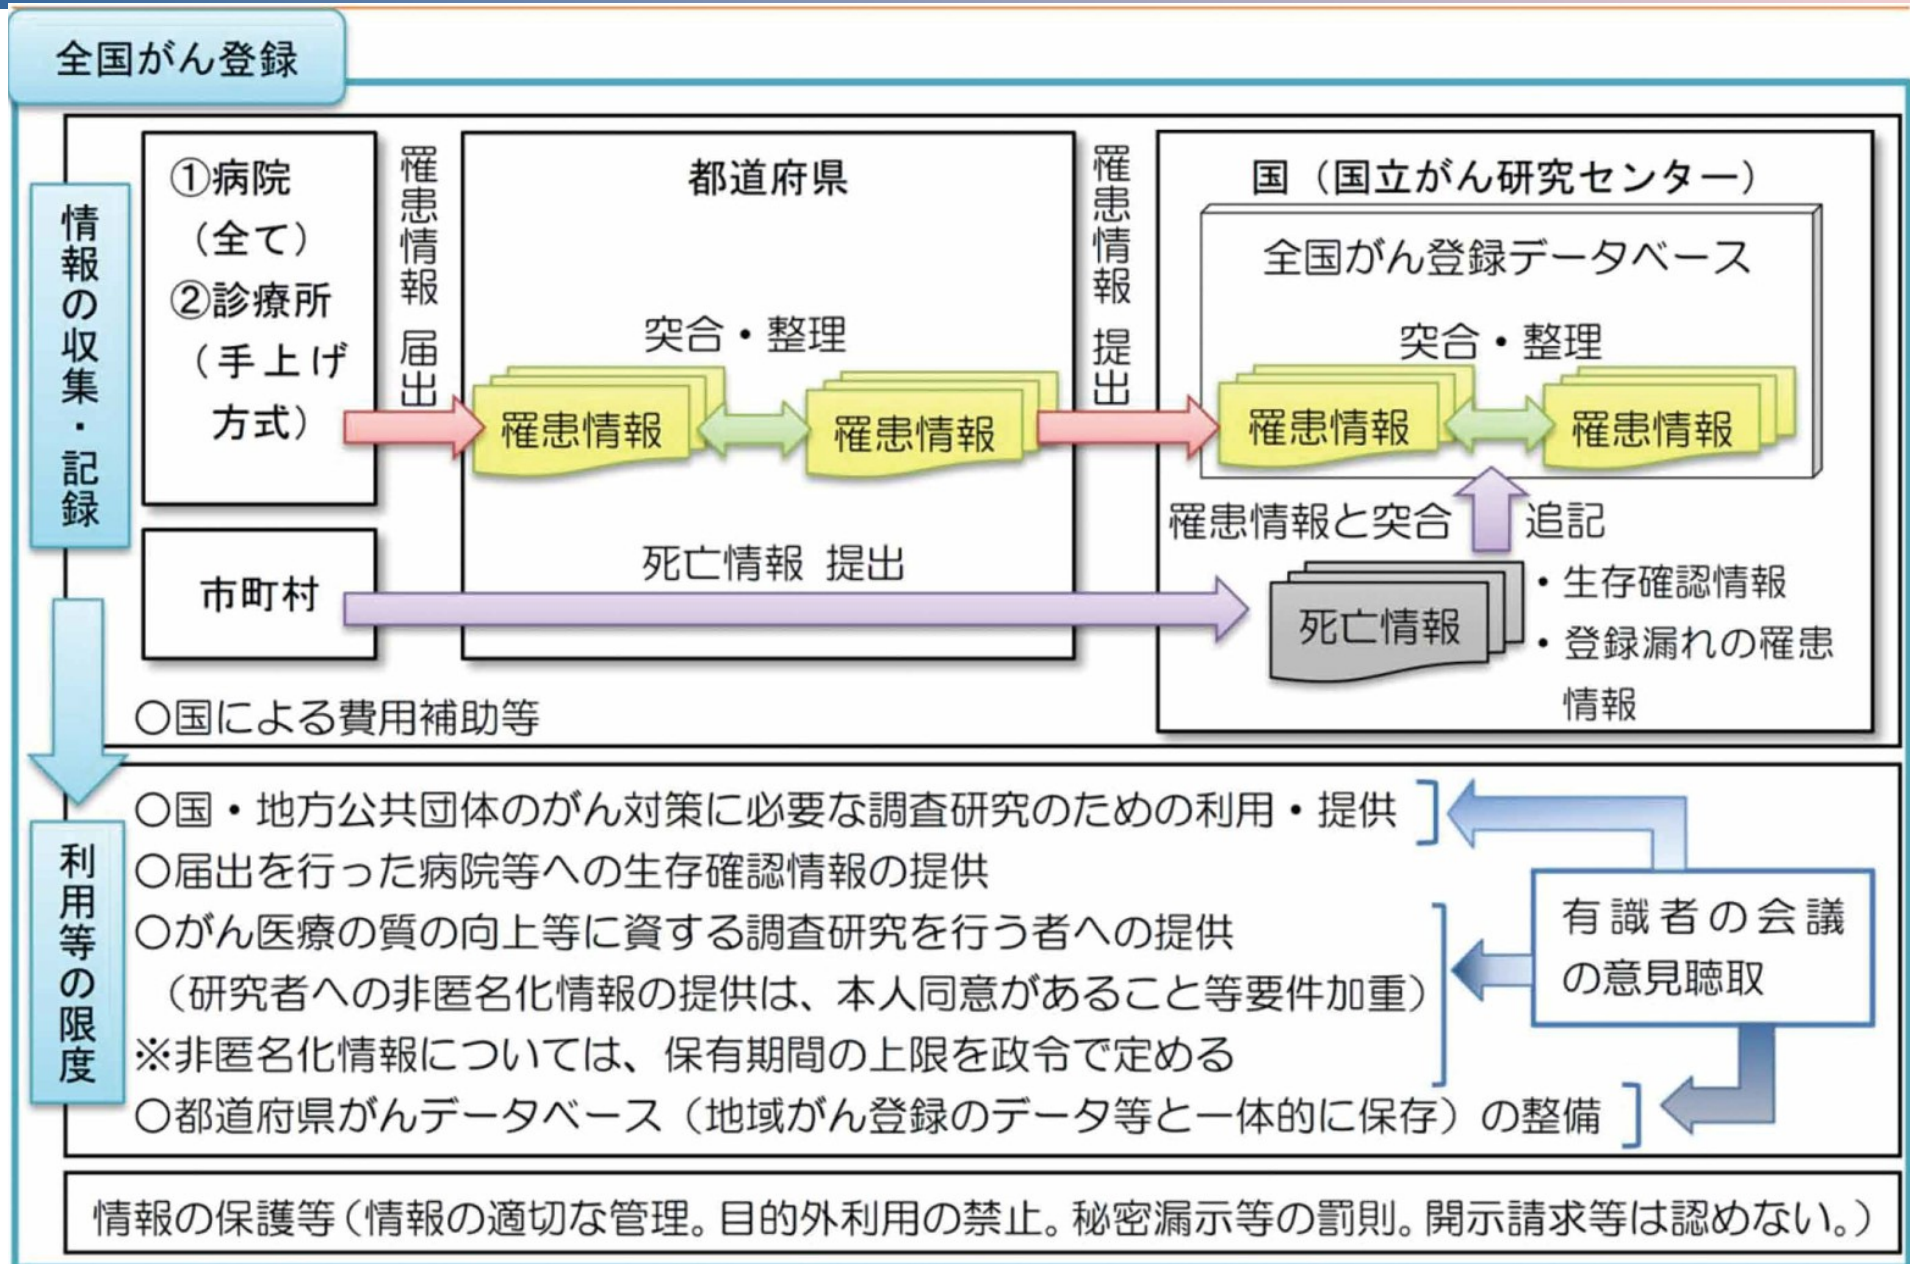 全国がん登録
情報の収集・記録
①病院
（全て）
②診療所
（手上げ
方式）
罹患情報 届出
都道府県
突合・整理
罹患情報
罹患情報
罹患情報 提出
国（国立がん研究センター）
全国がん登録データベース
突合・整理
罹患情報
罹患情報
罹患情報と突合
追記
市町村
死亡情報 提出
死亡情報
・生存確認情報
・登録漏れの罹患
情報
○国による費用補助等
利用等の限度
○国・地方公共団体のがん対策に必要な調査研究のための利用・提供
○届出を行った病院等への生存確認情報の提供
○がん医療の質の向上等に資する調査研究を行う者への提供
（研究者への非匿名化情報の提供は、本人同意があること等要件加重）
※非匿名化情報については、保有期間の上限を政令で定める
○都道府県がんデータベース（地域がん登録のデータ等と一体的に保存）の整備
有識者の会議
の意見聴取
情報の保護等（情報の適切な管理。目的外利用の禁止。秘密漏示等の罰則。開示請求等は認めない。）